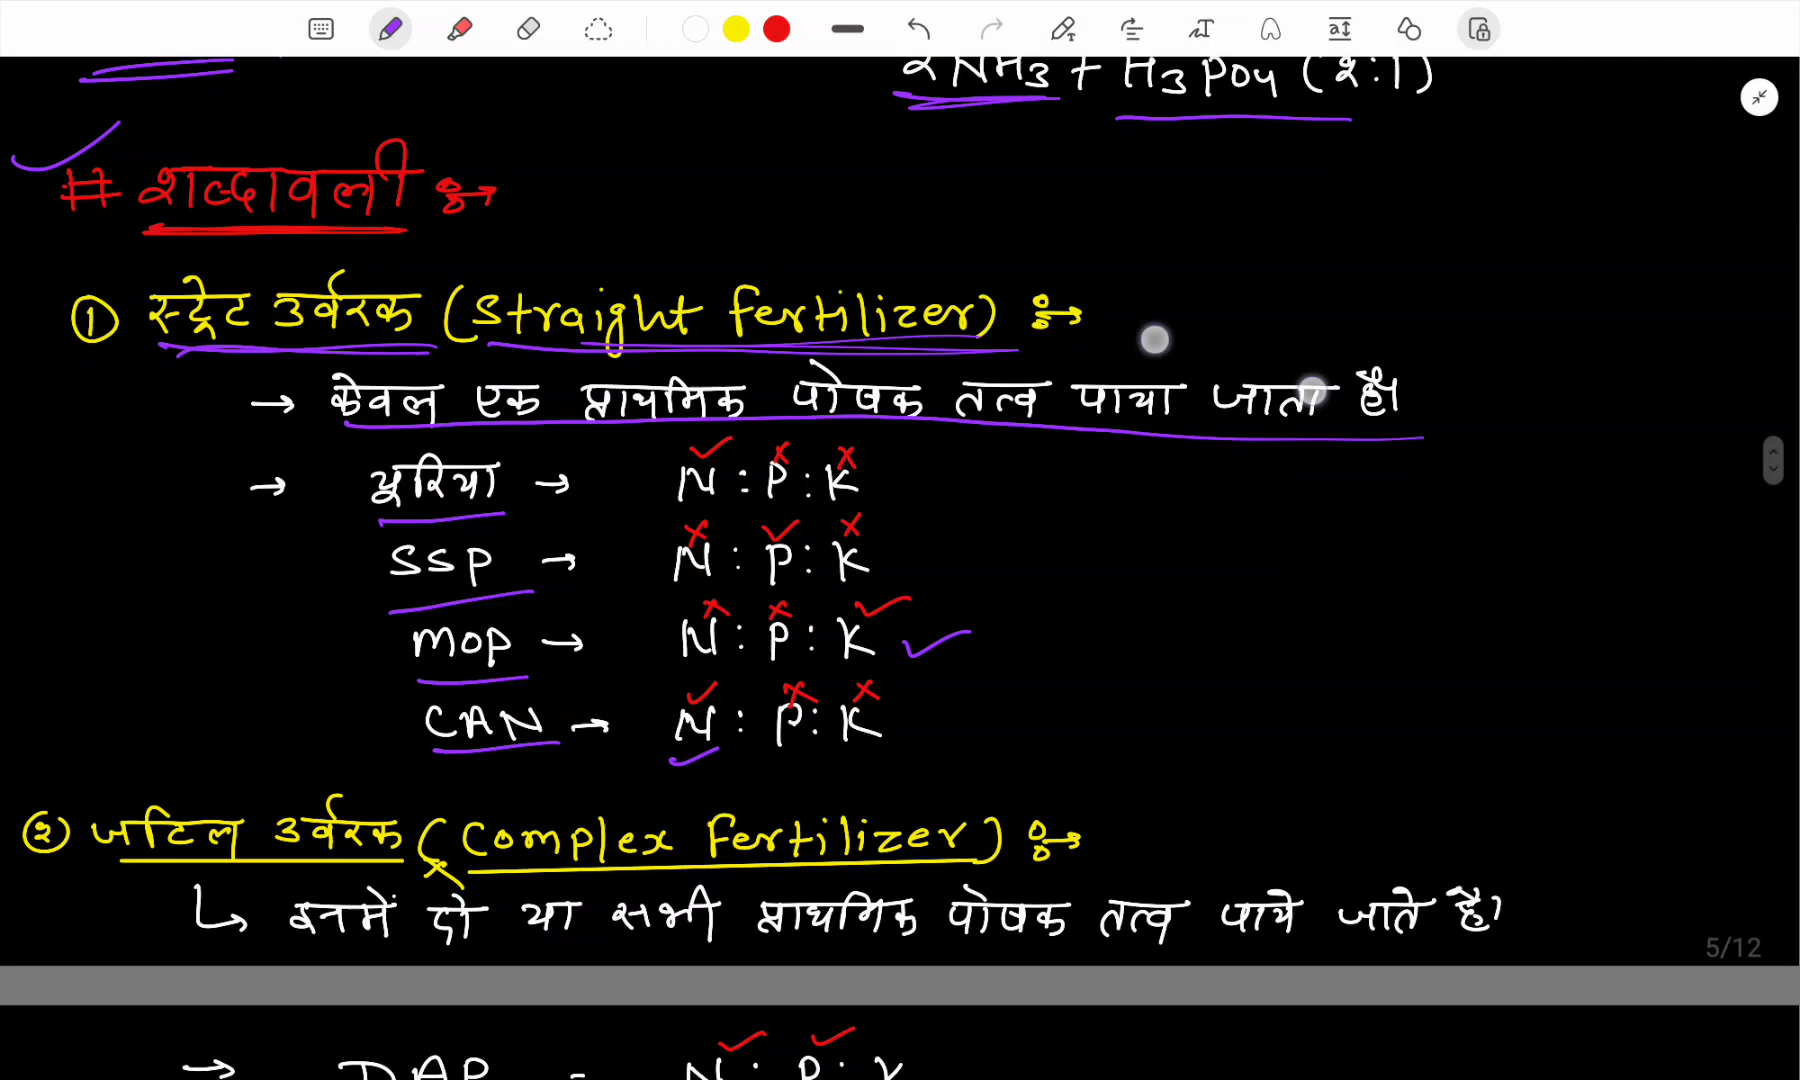 2NH3 + H3PO4 (2:1)
# शब्दावली :→
① स्ट्रेट उर्वरक (Straight fertilizer) :→
→ केवल एक प्राथमिक पोषक तत्व पाया जाता है।
→ यूरिया → N : P : K
SSP → N : P : K
MOP → N : P : K
CAN → N : P : K
② जटिल उर्वरक (Complex fertilizer) :→
↳ इनमें दो या सभी प्राथमिक पोषक तत्व पाये जाते है।
5/12
→ DAP = N : P : K